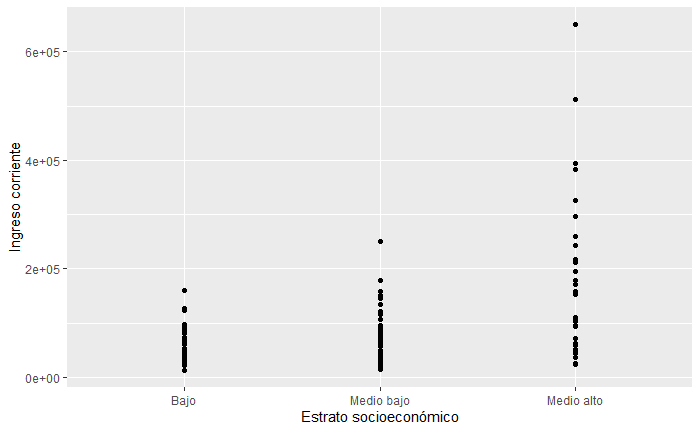 6e+05
4e+05
2e+05
0e+00
Ingreso corriente
Bajo
Medio bajo
Medio alto
Estrato socioeconómico